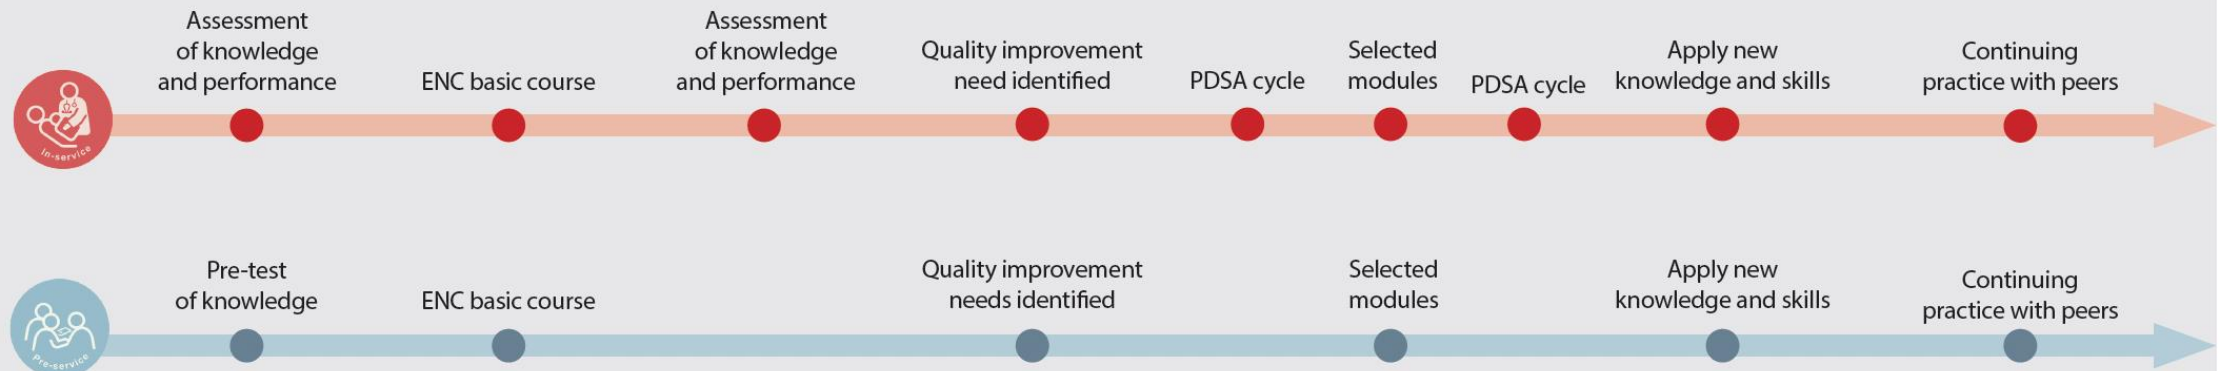 Assessment
of knowledge
and performance
ENC basic course
Assessment
of knowledge
and performance
Quality improvement
need identified
PDSA cycle
Selected
modules
PDSA cycle
Apply new
knowledge and skills
Continuing
practice with peers
In-service
Pre-test
of knowledge
ENC basic course
Quality improvement
needs identified
Selected
modules
Apply new
knowledge and skills
Continuing
practice with peers
Pre-service